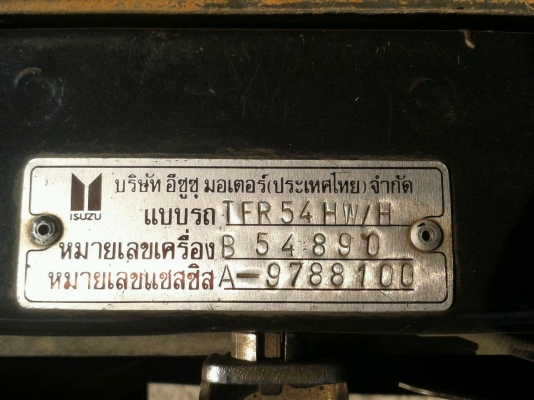 ISUZU
บริษัท อีซูซุ มอเตอร์(ประเทศไทย)จำกัด
แบบรถ TFR54HW/H
หมายเลขเครื่อง B 54890
หมายเลขแชสซิส A-9788100